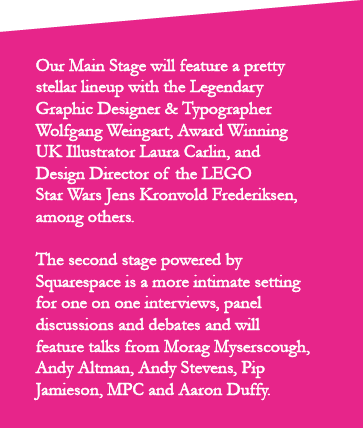 Our Main Stage will feature a pretty
stellar lineup with the Legendary
Graphic Designer & Typographer
Wolfgang Weingart, Award Winning
UK Illustrator Laura Carlin, and
Design Director of the LEGO
Star Wars Jens Kronvold Frederiksen,
among others.

The second stage powered by
Squarespace is a more intimate setting
for one on one interviews, panel
discussions and debates and will
feature talks from Morag Myserscough,
Andy Altman, Andy Stevens, Pip
Jamieson, MPC and Aaron Duffy.